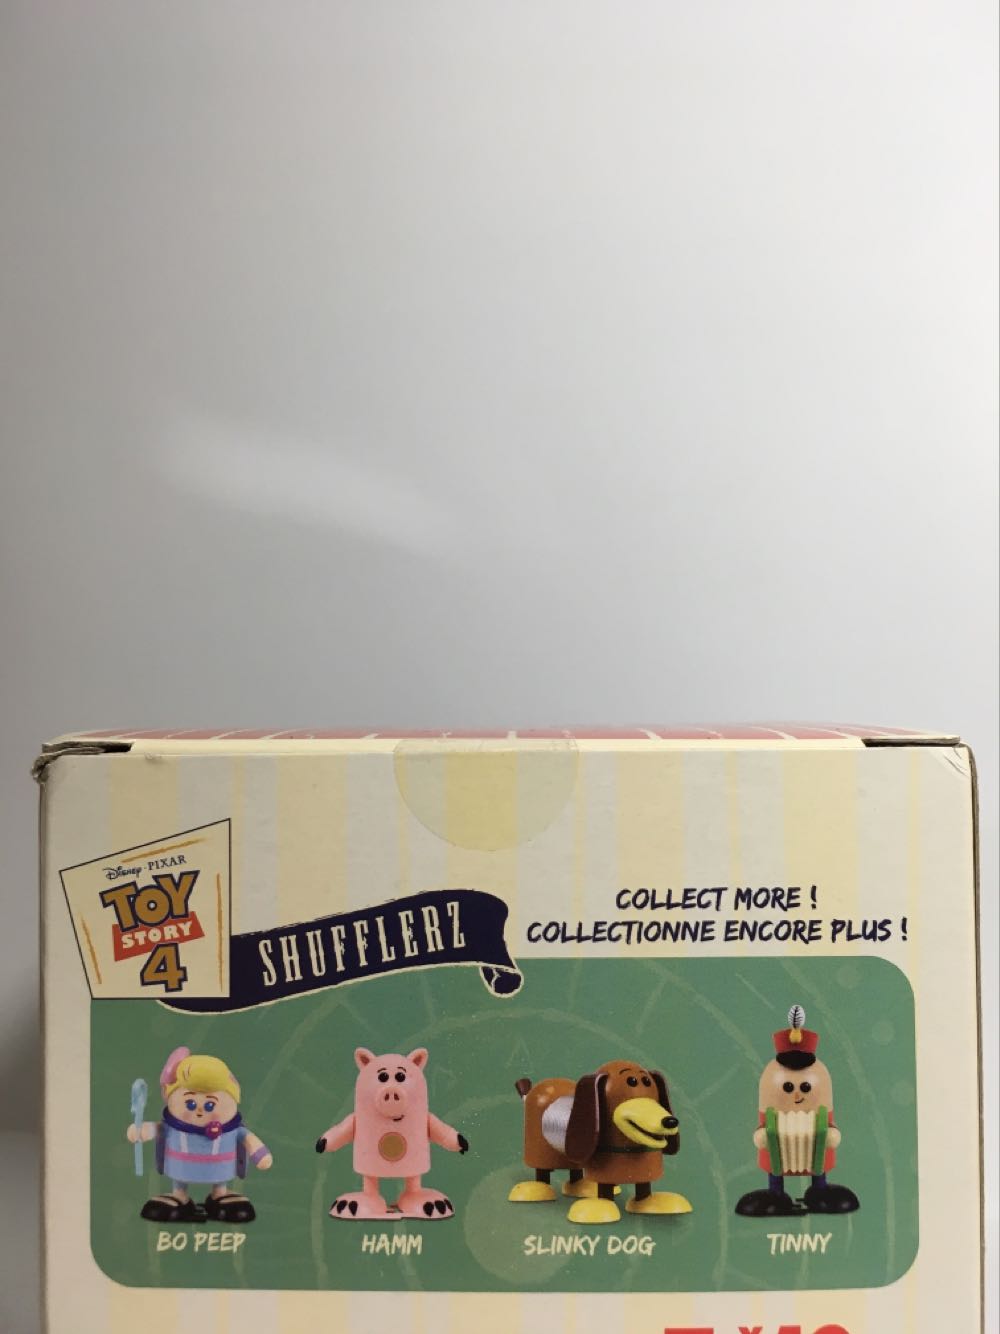 Disney · PIXAR
TOY
STORY
4
SHUFFLERZ
COLLECT MORE !
COLLECTIONNE ENCORE PLUS !
BO PEEP
HAMM
SLINKY DOG
TINNY